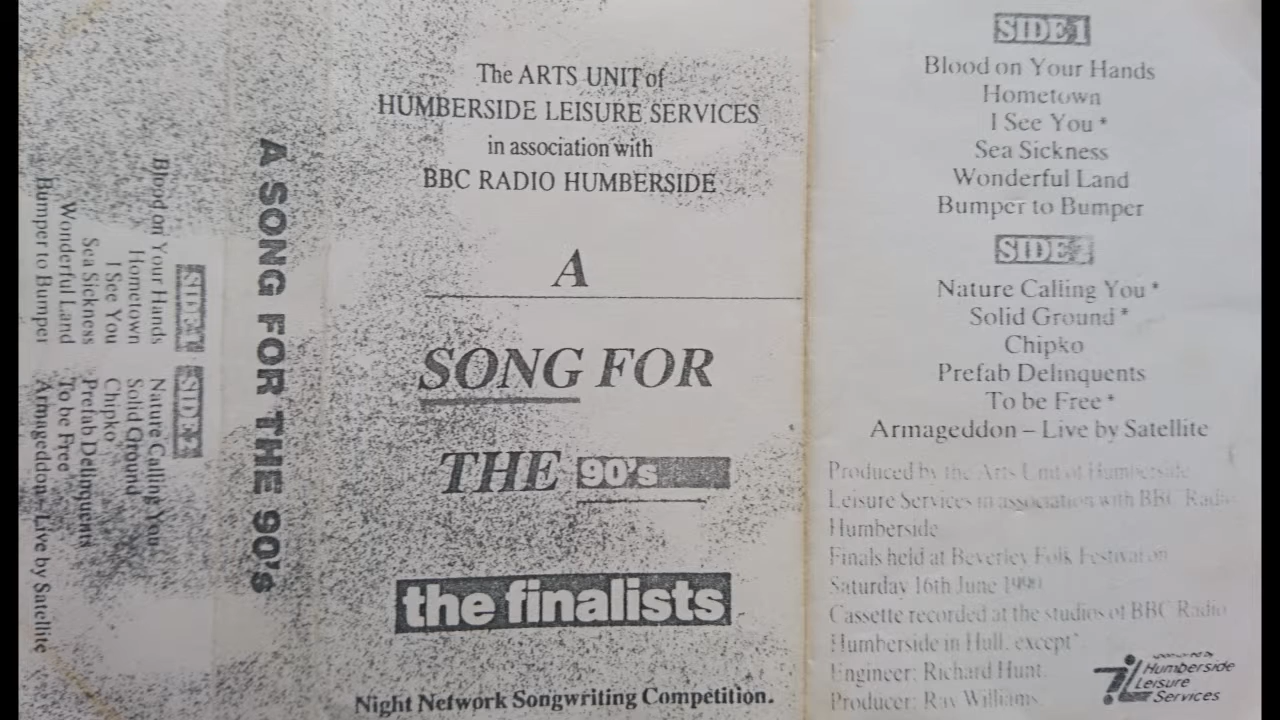 SIDE 1
Blood on Your Hands
Hometown
I See You
Sea Sickness
Wonderful Land
Bumper to Bumper
SIDE 2
Nature Calling You
Solid Ground
Chipko
Prefab Delinquents
To be Free
Armageddon – Live by Satellite
A SONG FOR THE 90's
The ARTS UNIT of
HUMBERSIDE LEISURE SERVICES
in association with
BBC RADIO HUMBERSIDE
A
SONG FOR
THE 90's
the finalists
Night Network Songwriting Competition.
SIDE 1
Blood on Your Hands
Hometown
I See You *
Sea Sickness
Wonderful Land
Bumper to Bumper
SIDE 2
Nature Calling You *
Solid Ground *
Chipko
Prefab Delinquents
To be Free *
Armageddon – Live by Satellite
Produced by the Arts Unit of Humberside
Leisure Services in association with BBC Radio
Humberside
Finals held at Beverley Folk Festival on
Saturday 16th June 1990
Cassette recorded at the studios of BBC Radio
Humberside in Hull, except *
Engineer: Richard Hunt.
Producer: Ray Williams.
sponsored by
Humberside
Leisure
Services